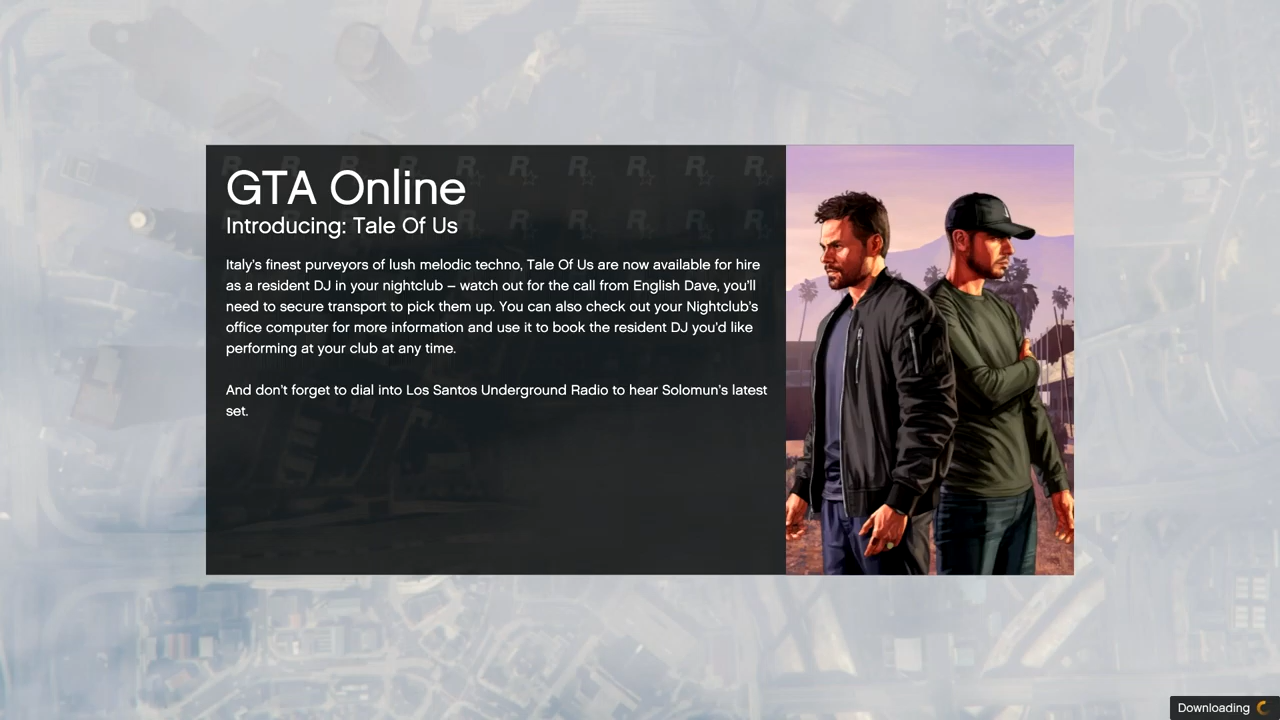 GTA Online
Introducing: Tale Of Us
Italy's finest purveyors of lush melodic techno, Tale Of Us are now available for hire
as a resident DJ in your nightclub – watch out for the call from English Dave, you'll
need to secure transport to pick them up. You can also check out your Nightclub's
office computer for more information and use it to book the resident DJ you'd like
performing at your club at any time.
And don't forget to dial into Los Santos Underground Radio to hear Solomun's latest
set.
Downloading